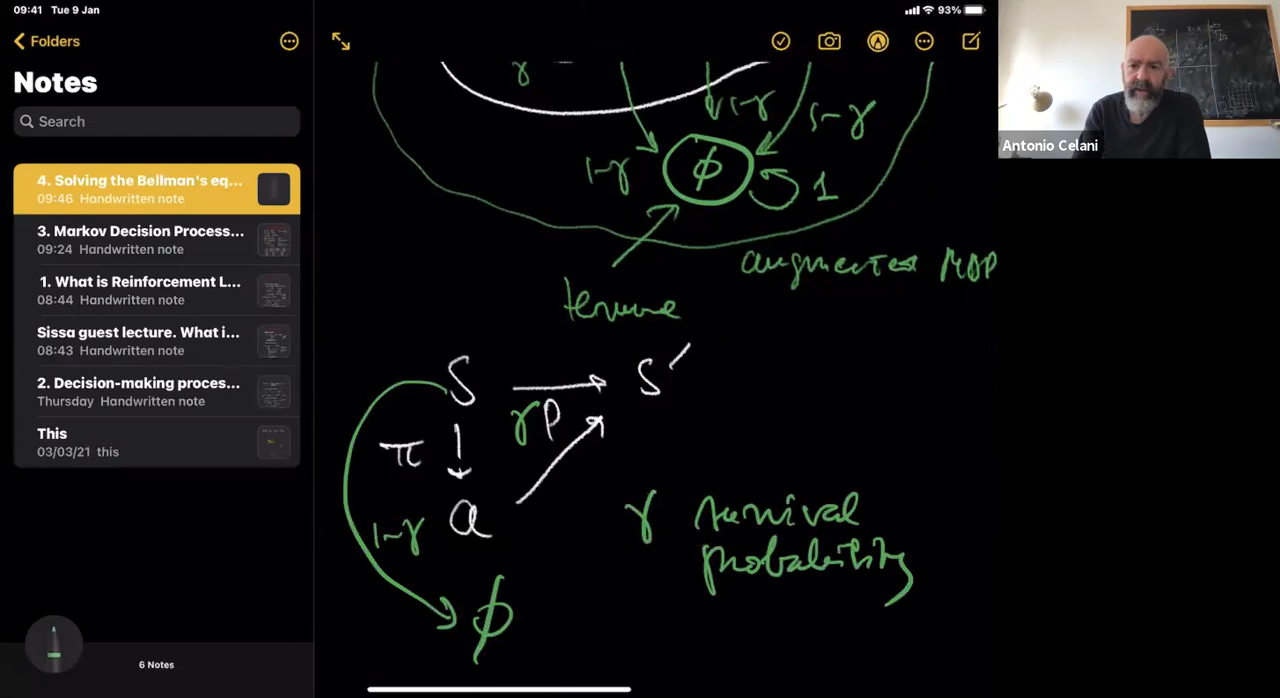 09:41 Tue 9 Jan
93%
Folders
Notes
Search
4. Solving the Bellman's eq...
09:46 Handwritten note
3. Markov Decision Process...
09:24 Handwritten note
1. What is Reinforcement L...
08:44 Handwritten note
Sissa guest lecture. What i...
08:43 Handwritten note
2. Decision-making proces...
Thursday Handwritten note
This
03/03/21 this
6 Notes
Antonio Celani
γ
1-γ
1-γ
1-γ
ϕ
1
augmented MDP
S
S′
γp
π
a
1-γ
ϕ
γ survival
probability